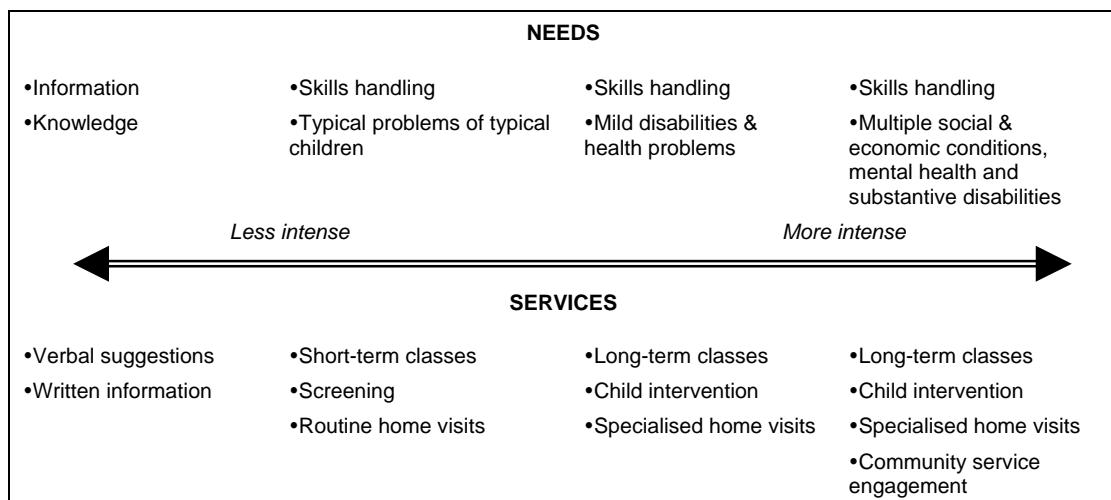 NEEDS
•Information
•Knowledge
•Skills handling
•Typical problems of typical
children
•Skills handling
•Mild disabilities &
health problems
•Skills handling
•Multiple social &
economic conditions,
mental health and
substantive disabilities
Less intense
More intense
SERVICES
•Verbal suggestions
•Written information
•Short-term classes
•Screening
•Routine home visits
•Long-term classes
•Child intervention
•Specialised home visits
•Long-term classes
•Child intervention
•Specialised home visits
•Community service
engagement